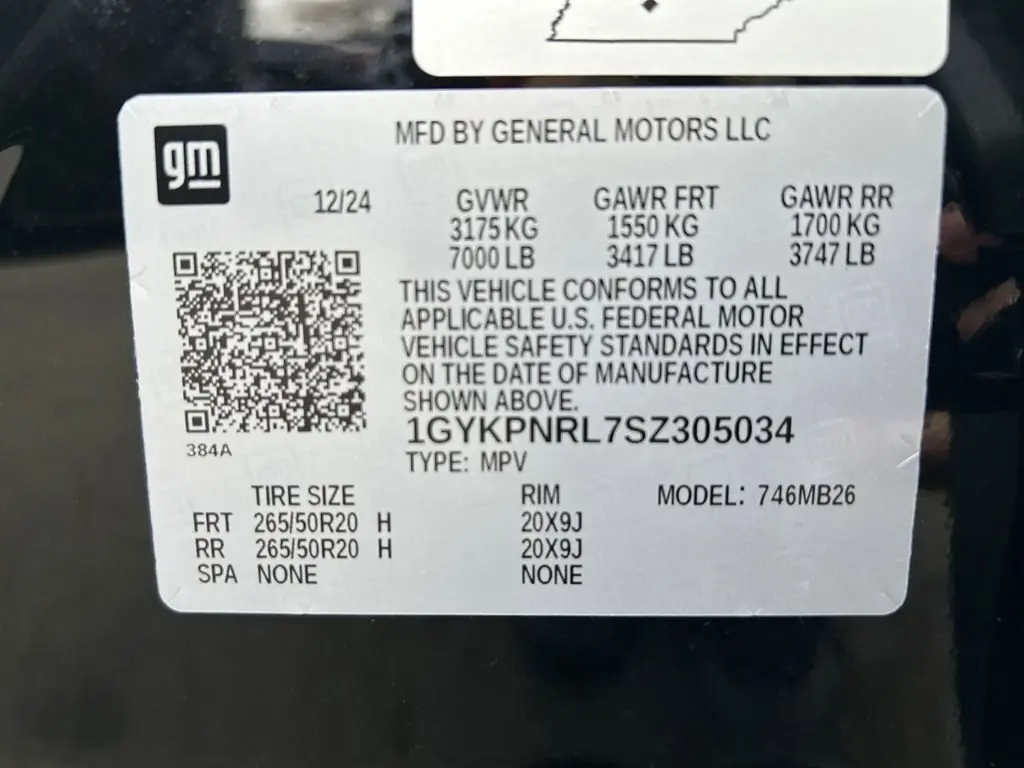 gm
MFD BY GENERAL MOTORS LLC
12/24 GVWR GAWR FRT GAWR RR
3175 KG 1550 KG 1700 KG
7000 LB 3417 LB 3747 LB
THIS VEHICLE CONFORMS TO ALL
APPLICABLE U.S. FEDERAL MOTOR
VEHICLE SAFETY STANDARDS IN EFFECT
ON THE DATE OF MANUFACTURE
SHOWN ABOVE.
1GYKPNRL7SZ305034
384A
TYPE: MPV
TIRE SIZE RIM MODEL: 746MB26
FRT 265/50R20 H 20X9J
RR 265/50R20 H 20X9J
SPA NONE NONE